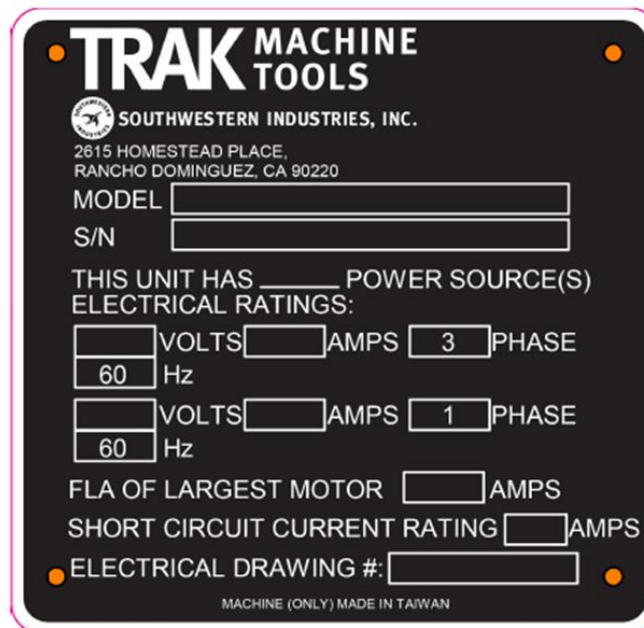 TRAK MACHINE
TOOLS
SOUTHWESTERN INDUSTRIES, INC.
2615 HOMESTEAD PLACE,
RANCHO DOMINGUEZ, CA 90220
MODEL
S/N
THIS UNIT HAS ______ POWER SOURCE(S)
ELECTRICAL RATINGS:
VOLTS AMPS 3 PHASE
60 Hz
VOLTS AMPS 1 PHASE
60 Hz
FLA OF LARGEST MOTOR AMPS
SHORT CIRCUIT CURRENT RATING AMPS
ELECTRICAL DRAWING #:
MACHINE (ONLY) MADE IN TAIWAN